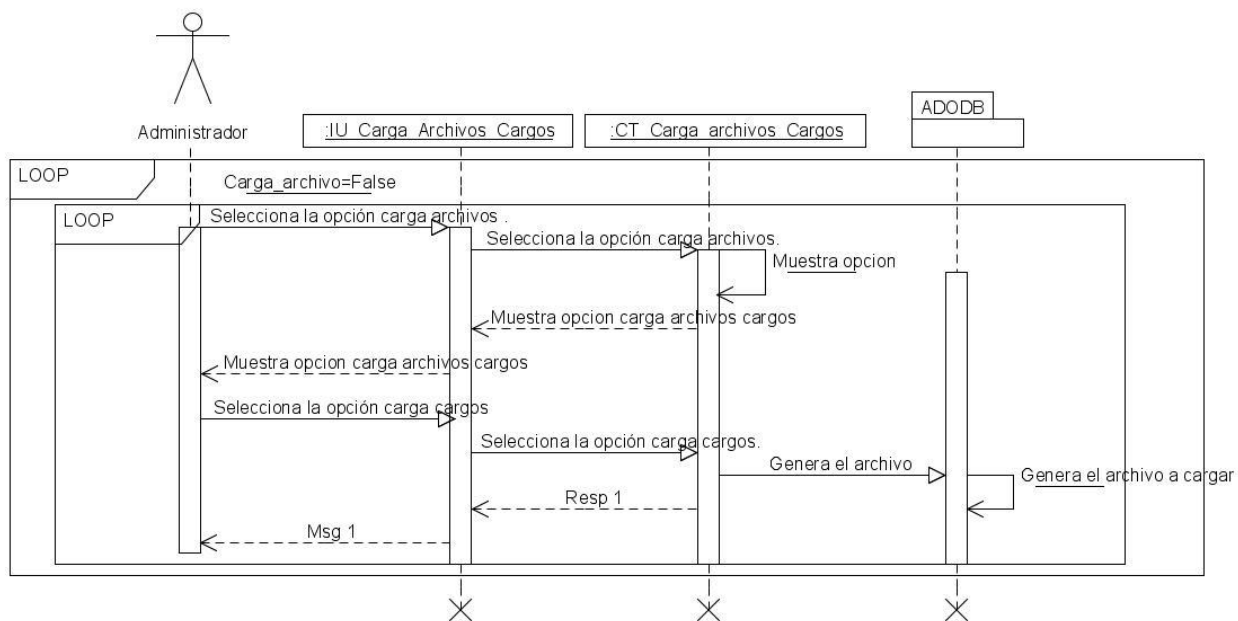 ADODB
Administrador
:IU_Carga_Archivos_Cargos
:CT_Carga_archivos_Cargos
LOOP
Carga_archivo=False
LOOP
Selecciona la opción carga archivos .
Selecciona la opción carga archivos.
Muestra opcion
Muestra opcion carga archivos cargos
Muestra opcion carga archivos cargos
Selecciona la opción carga cargos
Selecciona la opción carga cargos.
Genera el archivo
Genera el archivo a cargar
Resp 1
Msg 1